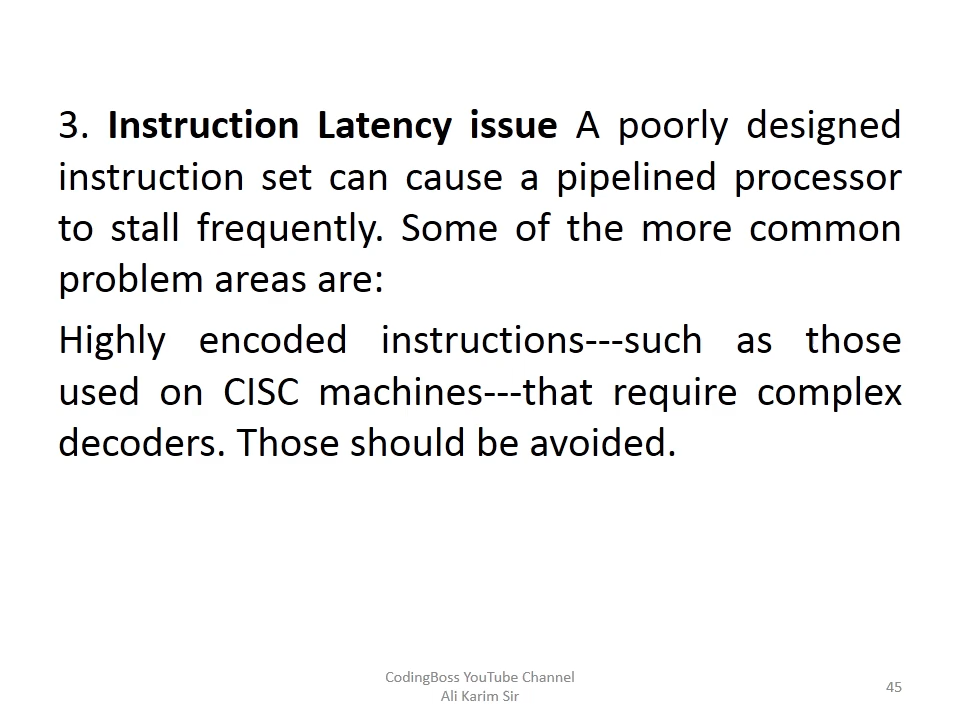 3. Instruction Latency issue A poorly designed
instruction set can cause a pipelined processor
to stall frequently. Some of the more common
problem areas are:
Highly encoded instructions---such as those
used on CISC machines---that require complex
decoders. Those should be avoided.
CodingBoss YouTube Channel
Ali Karim Sir
45